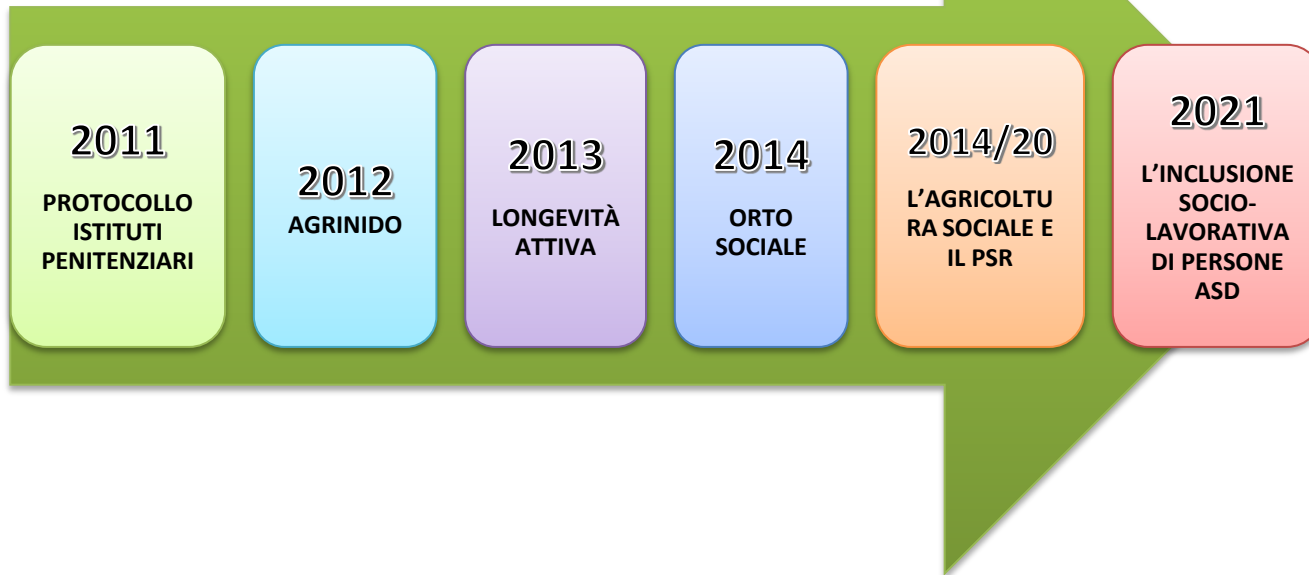 2011
PROTOCOLLO
ISTITUTI
PENITENZIARI
2012
AGRINIDO
2013
LONGEVITÀ
ATTIVA
2014
ORTO
SOCIALE
2014/20
L’AGRICOLTU
RA SOCIALE E
IL PSR
2021
L’INCLUSIONE
SOCIO-
LAVORATIVA
DI PERSONE
ASD